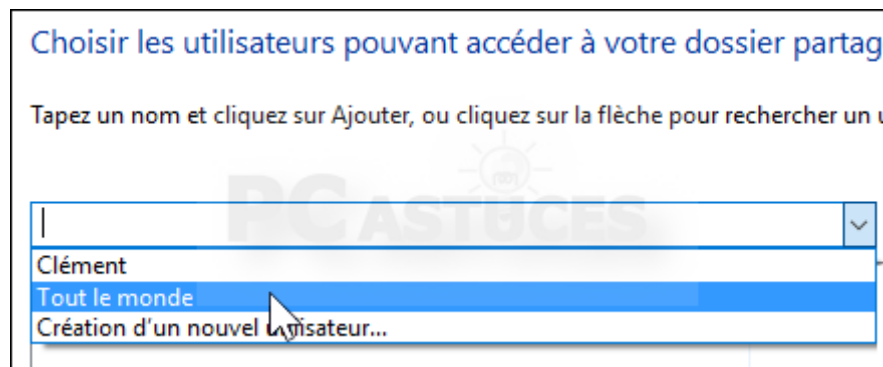 Choisir les utilisateurs pouvant accéder à votre dossier partag
Tapez un nom et cliquez sur Ajouter, ou cliquez sur la flèche pour rechercher un u
PC ASTUCES
Clément
Tout le monde
Création d'un nouvel utilisateur...